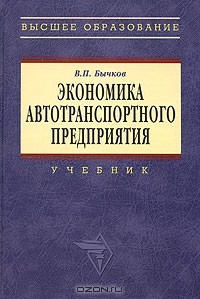 ВЫСШЕЕ ОБРАЗОВАНИЕ
В.П. Бычков
ЭКОНОМИКА
АВТОТРАНСПОРТНОГО
ПРЕДПРИЯТИЯ
УЧЕБНИК
OZON.RU